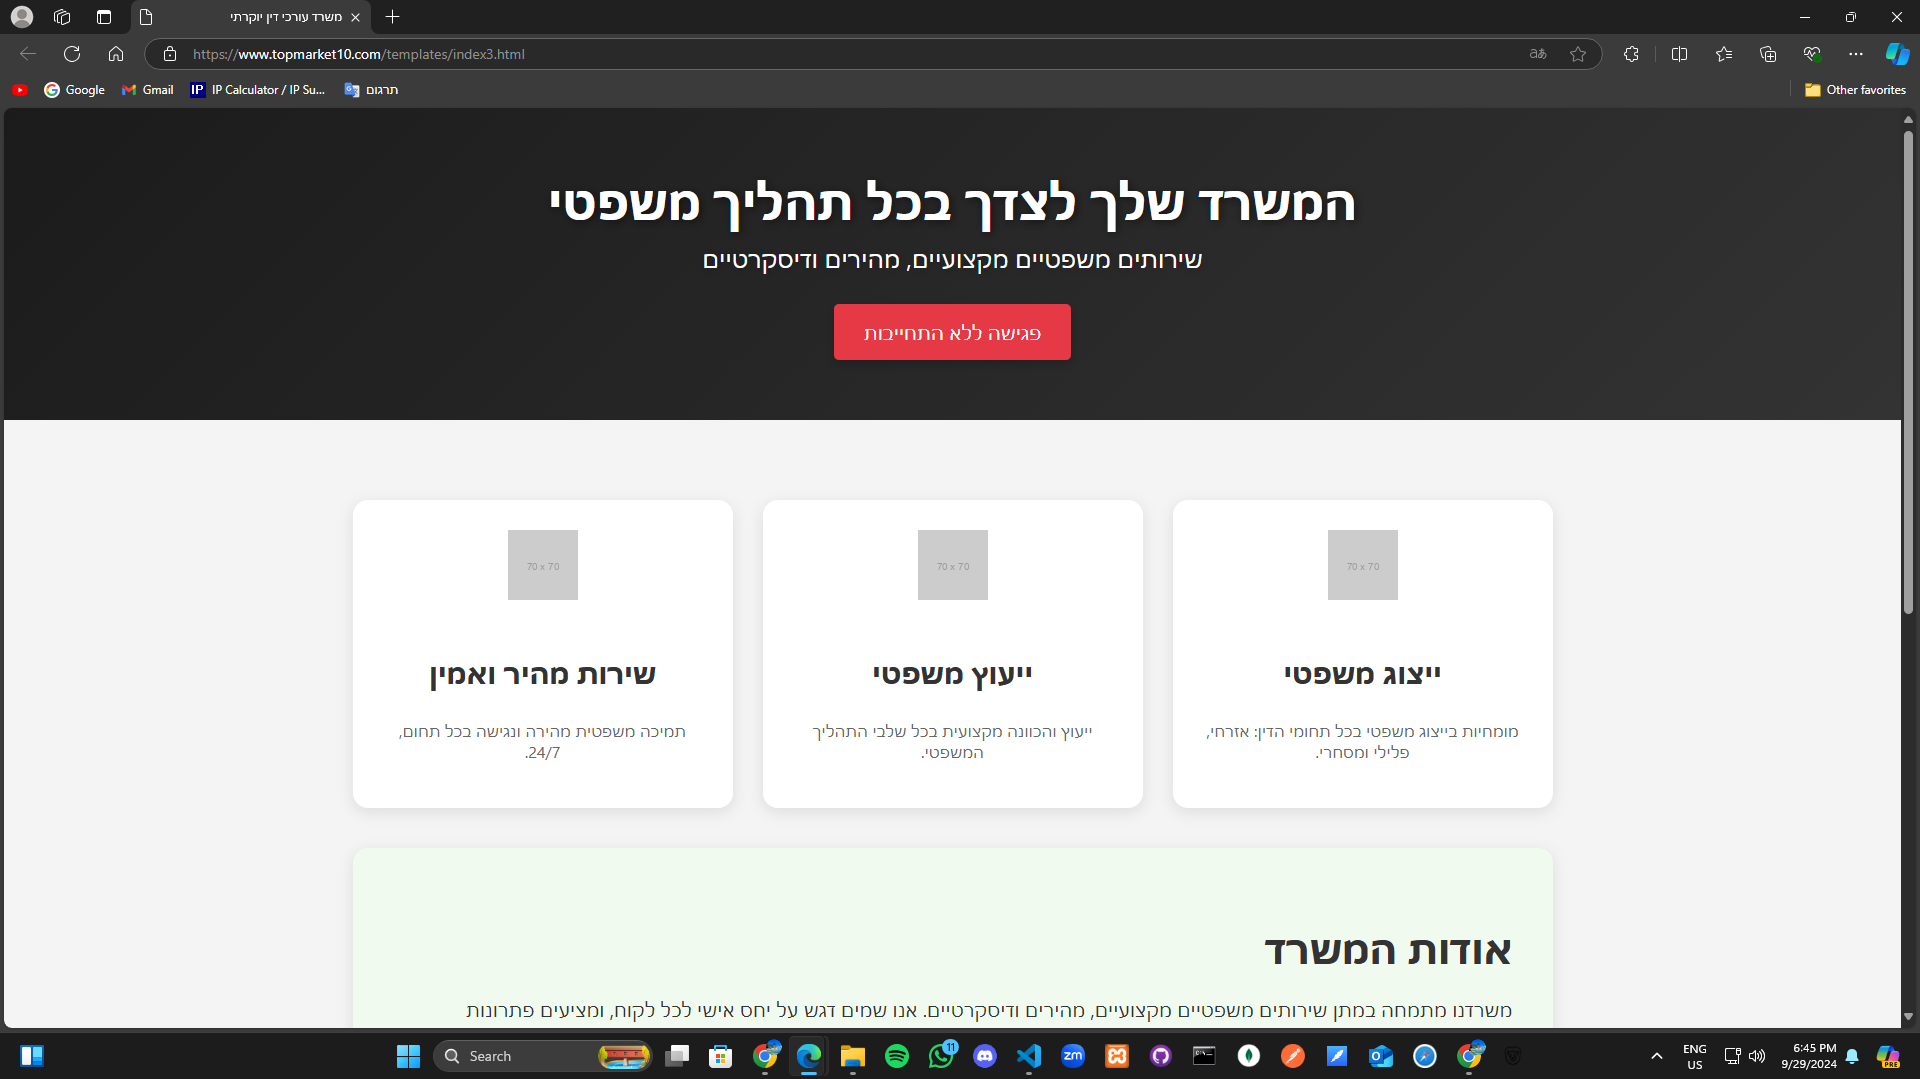 משרד עורכי דין יוקרתי
https://www.topmarket10.com/templates/index3.html
Google
Gmail
IP
IP Calculator / IP Su...
תרגום
Other favorites
המשרד שלך לצדך בכל תהליך משפטי
שירותים משפטיים מקצועיים, מהירים ודיסקרטיים
פגישה ללא התחייבות
70 x 70
ייצוג משפטי
מומחיות בייצוג משפטי בכל תחומי הדין: אזרחי,
פלילי ומסחרי.
70 x 70
ייעוץ משפטי
ייעוץ והכוונה מקצועית בכל שלבי התהליך
המשפטי.
70 x 70
שירות מהיר ואמין
תמיכה משפטית מהירה ונגישה בכל תחום,
24/7.
אודות המשרד
משרדנו מתמחה במתן שירותים משפטיים מקצועיים, מהירים ודיסקרטיים. אנו שמים דגש על יחס אישי לכל לקוח, ומציעים פתרונות
Search
11
zm
ENG
US
6:45 PM
9/29/2024
PRE